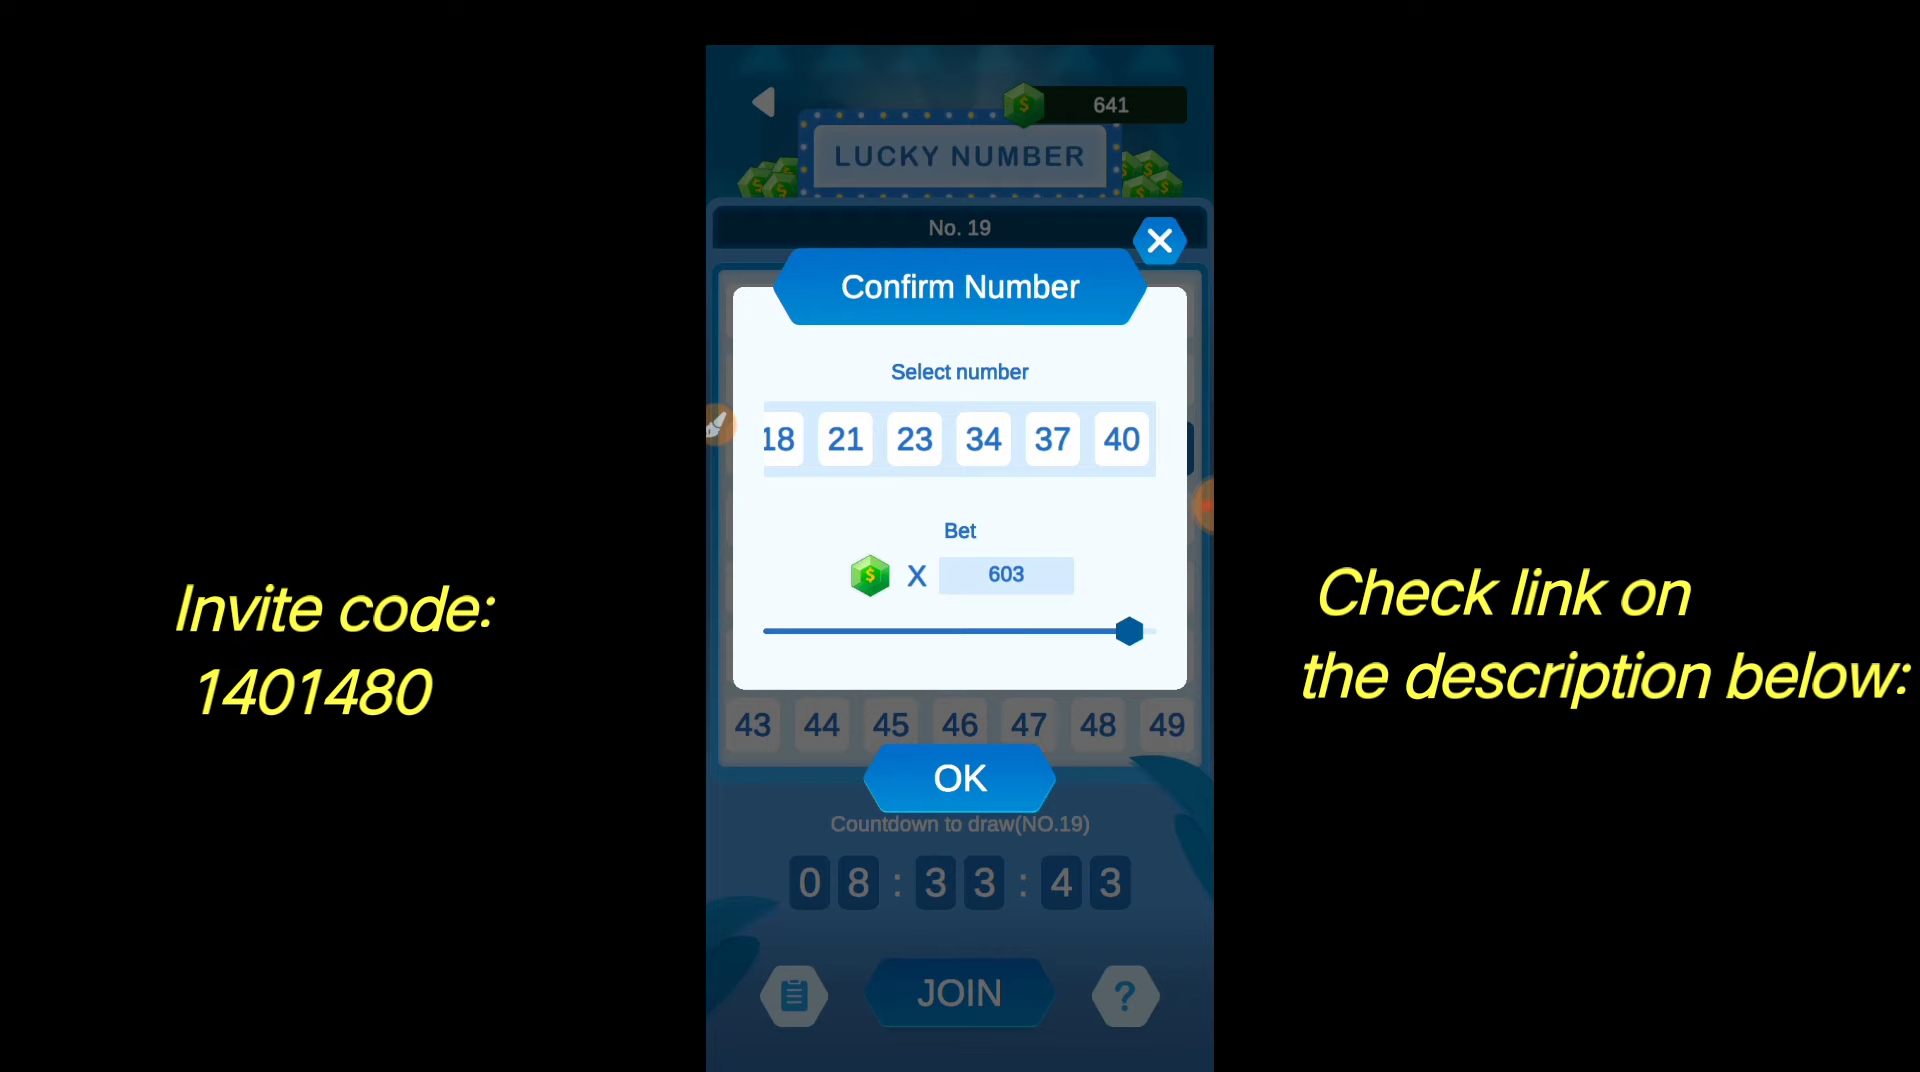 641
LUCKY NUMBER
No. 19
Confirm Number
Select number
18 21 23 34 37 40
Bet
X 603
43 44 45 46 47 48 49
OK
Countdown to draw(NO.19)
08:33:43
JOIN
?
Invite code:
1401480
Check link on
the description below: